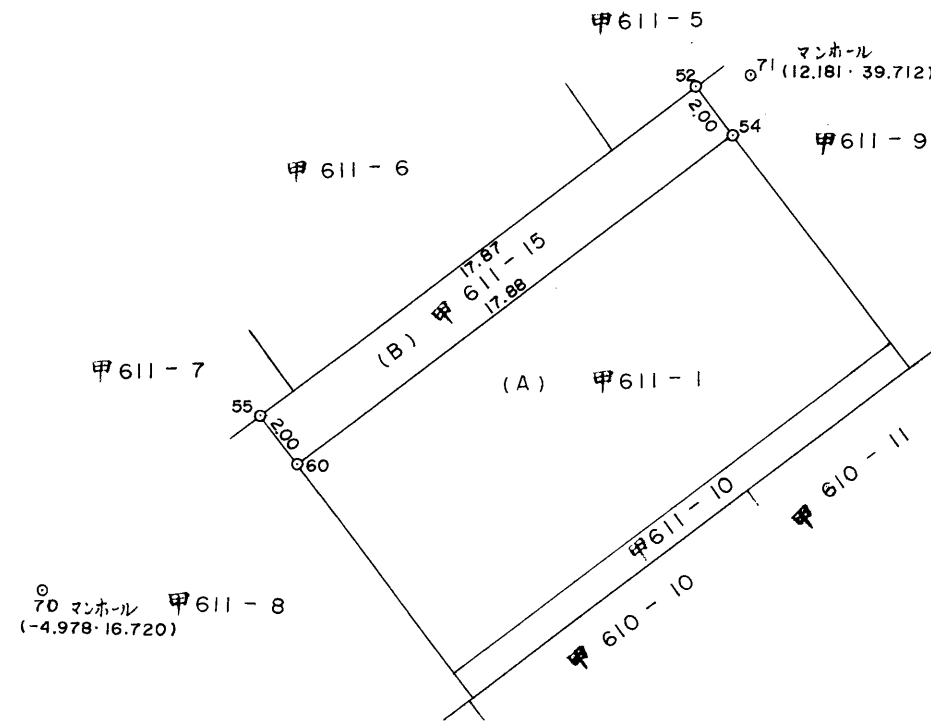 甲611-5
マンホール
71 (12.181・39.712)
52
2.00
54
甲611-9
甲 611-6
17.87
(B) 甲 611-15
17.88
甲611-7
(A) 甲611-1
55
2.00
60
甲611-10
甲 610-11
70 マンホール
(-4.978・16.720)
甲611-8
甲 610-10